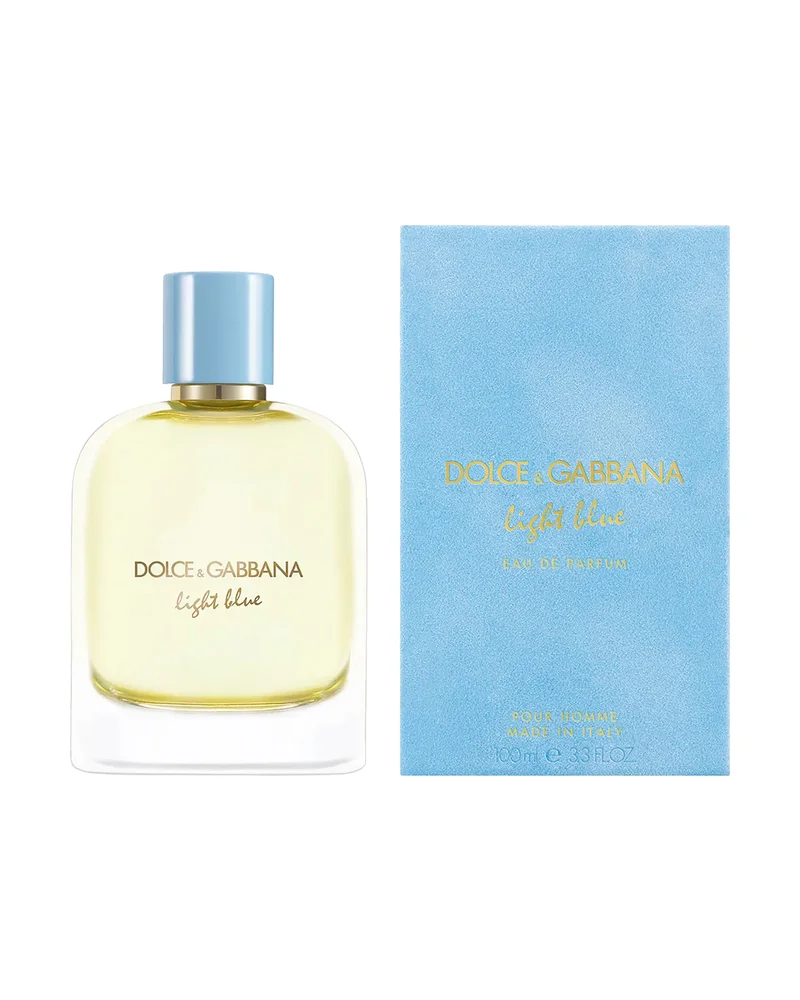 DOLCE & GABBANA
light blue
DOLCE & GABBANA
light blue
EAU DE PARFUM
POUR HOMME
MADE IN ITALY
100ml ℮ 3.3 FL.OZ